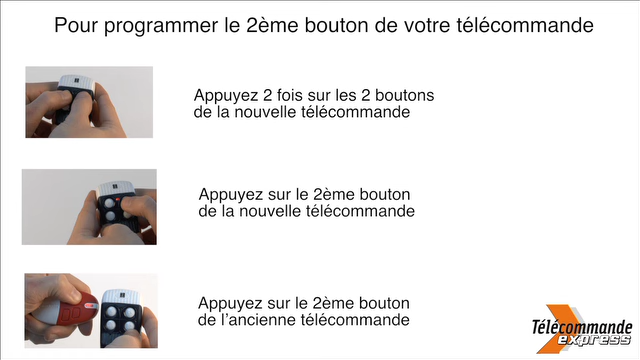 Pour programmer le 2ème bouton de votre télécommande
Appuyez 2 fois sur les 2 boutons
de la nouvelle télécommande
Appuyez sur le 2ème bouton
de la nouvelle télécommande
Appuyez sur le 2ème bouton
de l'ancienne télécommande
Télécommande
express